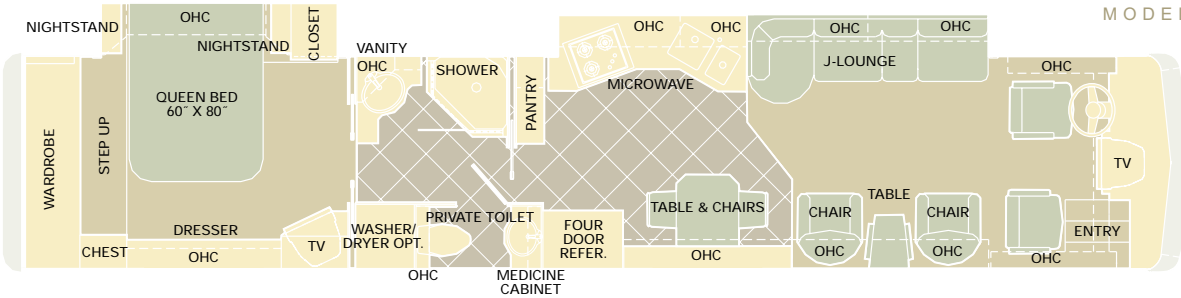 MODEL
NIGHTSTAND
OHC
NIGHTSTAND
CLOSET
QUEEN BED
60˝ X 80˝
WARDROBE
STEP UP
CHEST
DRESSER
OHC
TV
VANITY
OHC
SHOWER
PANTRY
WASHER/
DRYER OPT.
PRIVATE TOILET
OHC
MEDICINE
CABINET
OHC
OHC
MICROWAVE
FOUR
DOOR
REFER.
TABLE & CHAIRS
OHC
OHC
OHC
J-LOUNGE
OHC
TABLE
CHAIR
OHC
CHAIR
OHC
TV
ENTRY
OHC